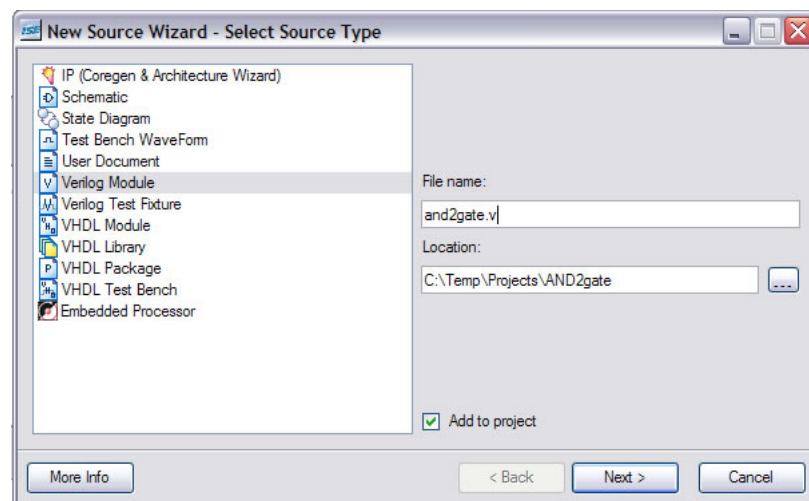 ISE New Source Wizard - Select Source Type
IP (Coregen & Architecture Wizard)
Schematic
State Diagram
Test Bench WaveForm
User Document
Verilog Module
Verilog Test Fixture
VHDL Module
VHDL Library
VHDL Package
VHDL Test Bench
Embedded Processor
File name:
and2gate.v
Location:
C:\Temp\Projects\AND2gate
...
Add to project
More Info
< Back
Next >
Cancel